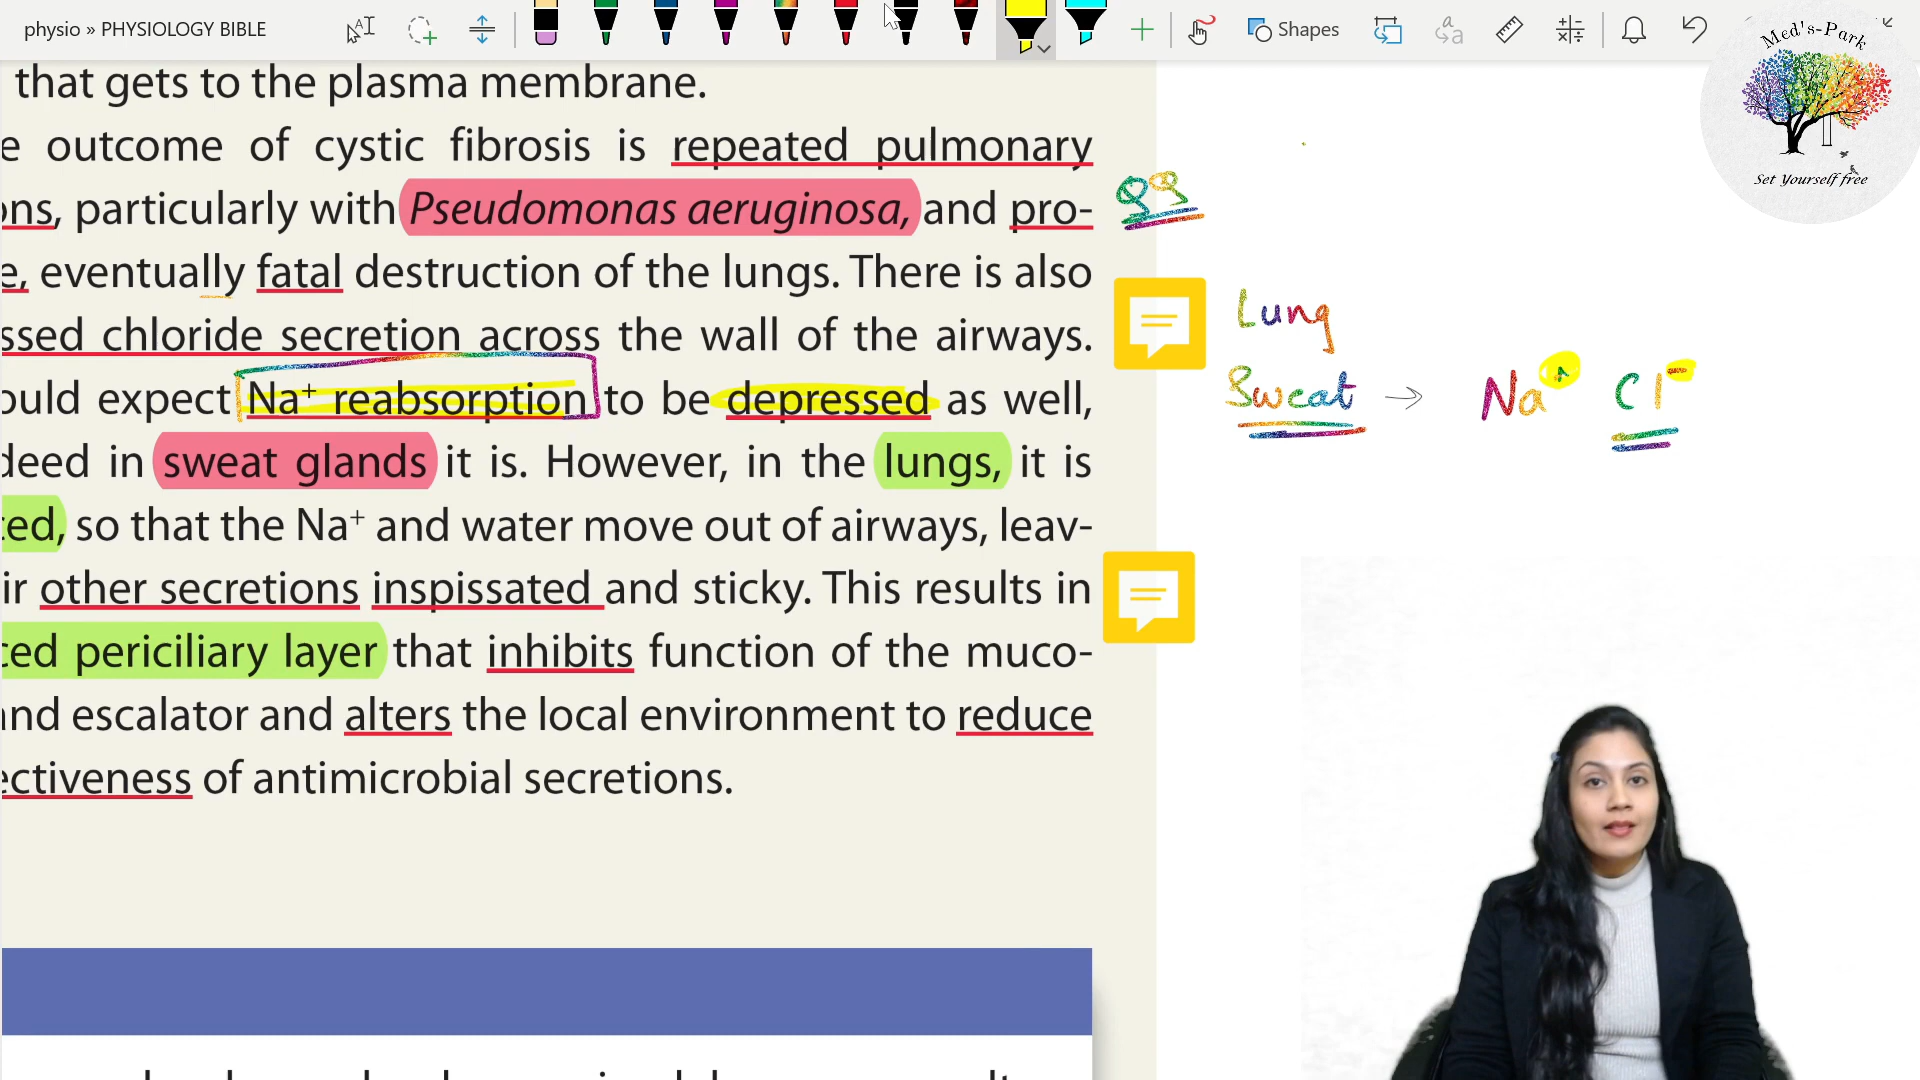 physio » PHYSIOLOGY BIBLE
Shapes
Med's-Park
Set Yourself free
that gets to the plasma membrane.
e outcome of cystic fibrosis is repeated pulmonary
ons, particularly with Pseudomonas aeruginosa, and pro-
e, eventually fatal destruction of the lungs. There is also
ssed chloride secretion across the wall of the airways.
ould expect Na⁺ reabsorption to be depressed as well,
deed in sweat glands it is. However, in the lungs, it is
ced, so that the Na⁺ and water move out of airways, leav-
ir other secretions inspissated and sticky. This results in
ced periciliary layer that inhibits function of the muco-
and escalator and alters the local environment to reduce
ectiveness of antimicrobial secretions.
Lung
Sweat → Na⁺ Cl⁻